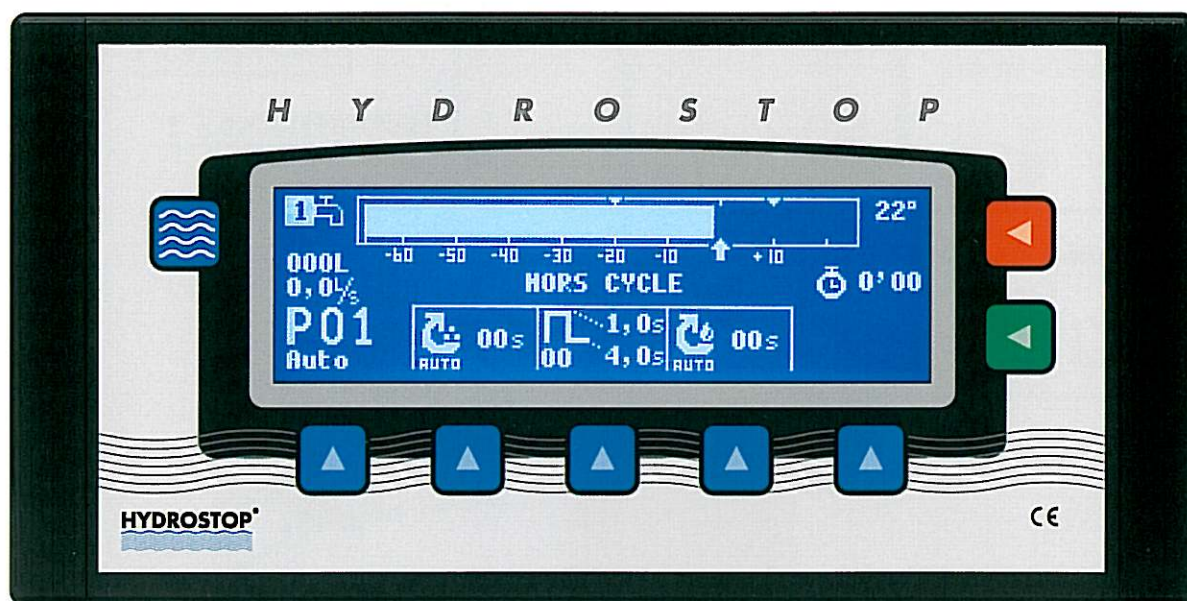 H Y D R O S T O P
1
22°
-60 -50 -40 -30 -20 -10 +10
000L
0,0L/s
HORS CYCLE
0'00
P01
Auto
AUTO
00s
00
1,0s
4,0s
AUTO
00s
HYDROSTOP®
CE